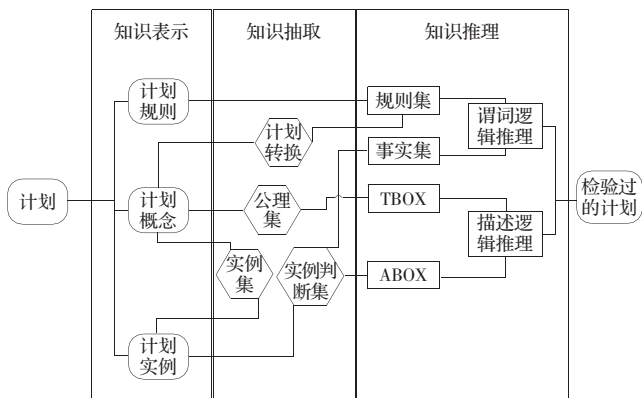 知识表示
知识抽取
知识推理
计划
规则
规则集
计划
转换
谓词逻
辑推理
事实集
计划
计划
概念
公理
集
TBOX
检验过
的计划
描述逻
辑推理
实例
集
实例判
断集
ABOX
计划
实例